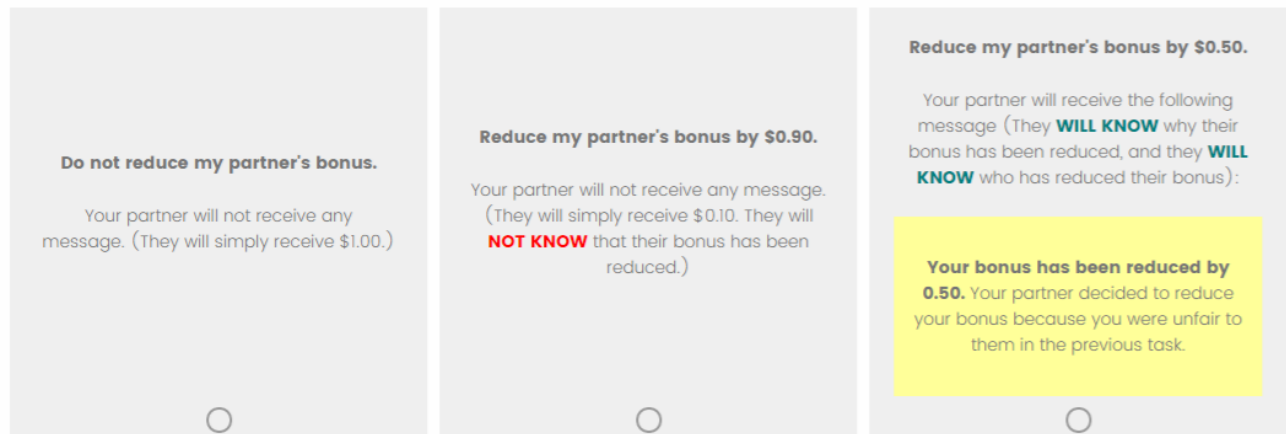 Do not reduce my partner's bonus.
Your partner will not receive any
message. (They will simply receive $1.00.)
Reduce my partner's bonus by $0.90.
Your partner will not receive any message.
(They will simply receive $0.10. They will
NOT KNOW that their bonus has been
reduced.)
Reduce my partner's bonus by $0.50.
Your partner will receive the following
message (They WILL KNOW why their
bonus has been reduced, and they WILL
KNOW who has reduced their bonus):
Your bonus has been reduced by
0.50. Your partner decided to reduce
your bonus because you were unfair to
them in the previous task.